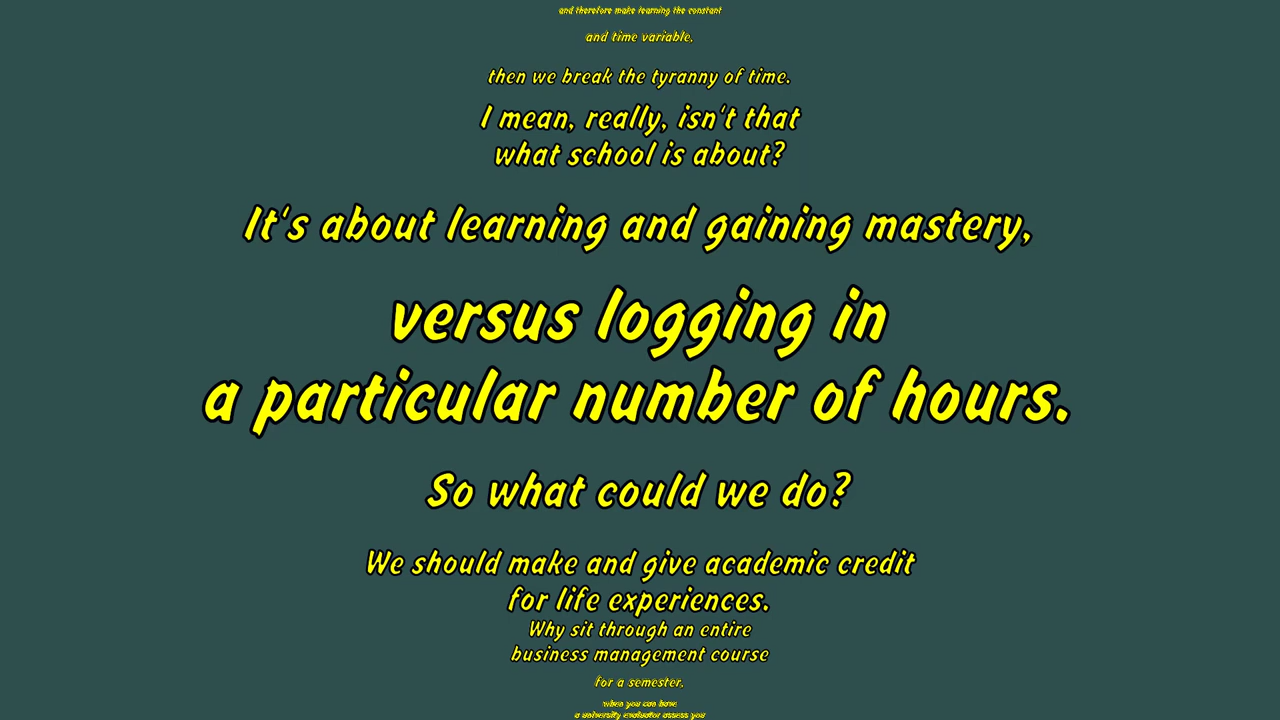 and therefore make learning the constant
and time variable,
then we break the tyranny of time.
I mean, really, isn't that
what school is about?
It's about learning and gaining mastery,
versus logging in
a particular number of hours.
So what could we do?
We should make and give academic credit
for life experiences.
Why sit through an entire
business management course
for a semester,
when you can have
a university evaluator assess you